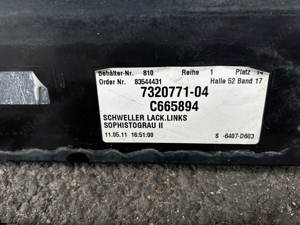 Behälter-Nr. 810 Reihe 1 Platz 14
Order Nr. 83544431 Halle 52 Band 17
7320771-04
C665894
SCHWELLER LACK.LINKS
SOPHISTOGRAU II
11.05.11 16:51:00 S -6407-D603